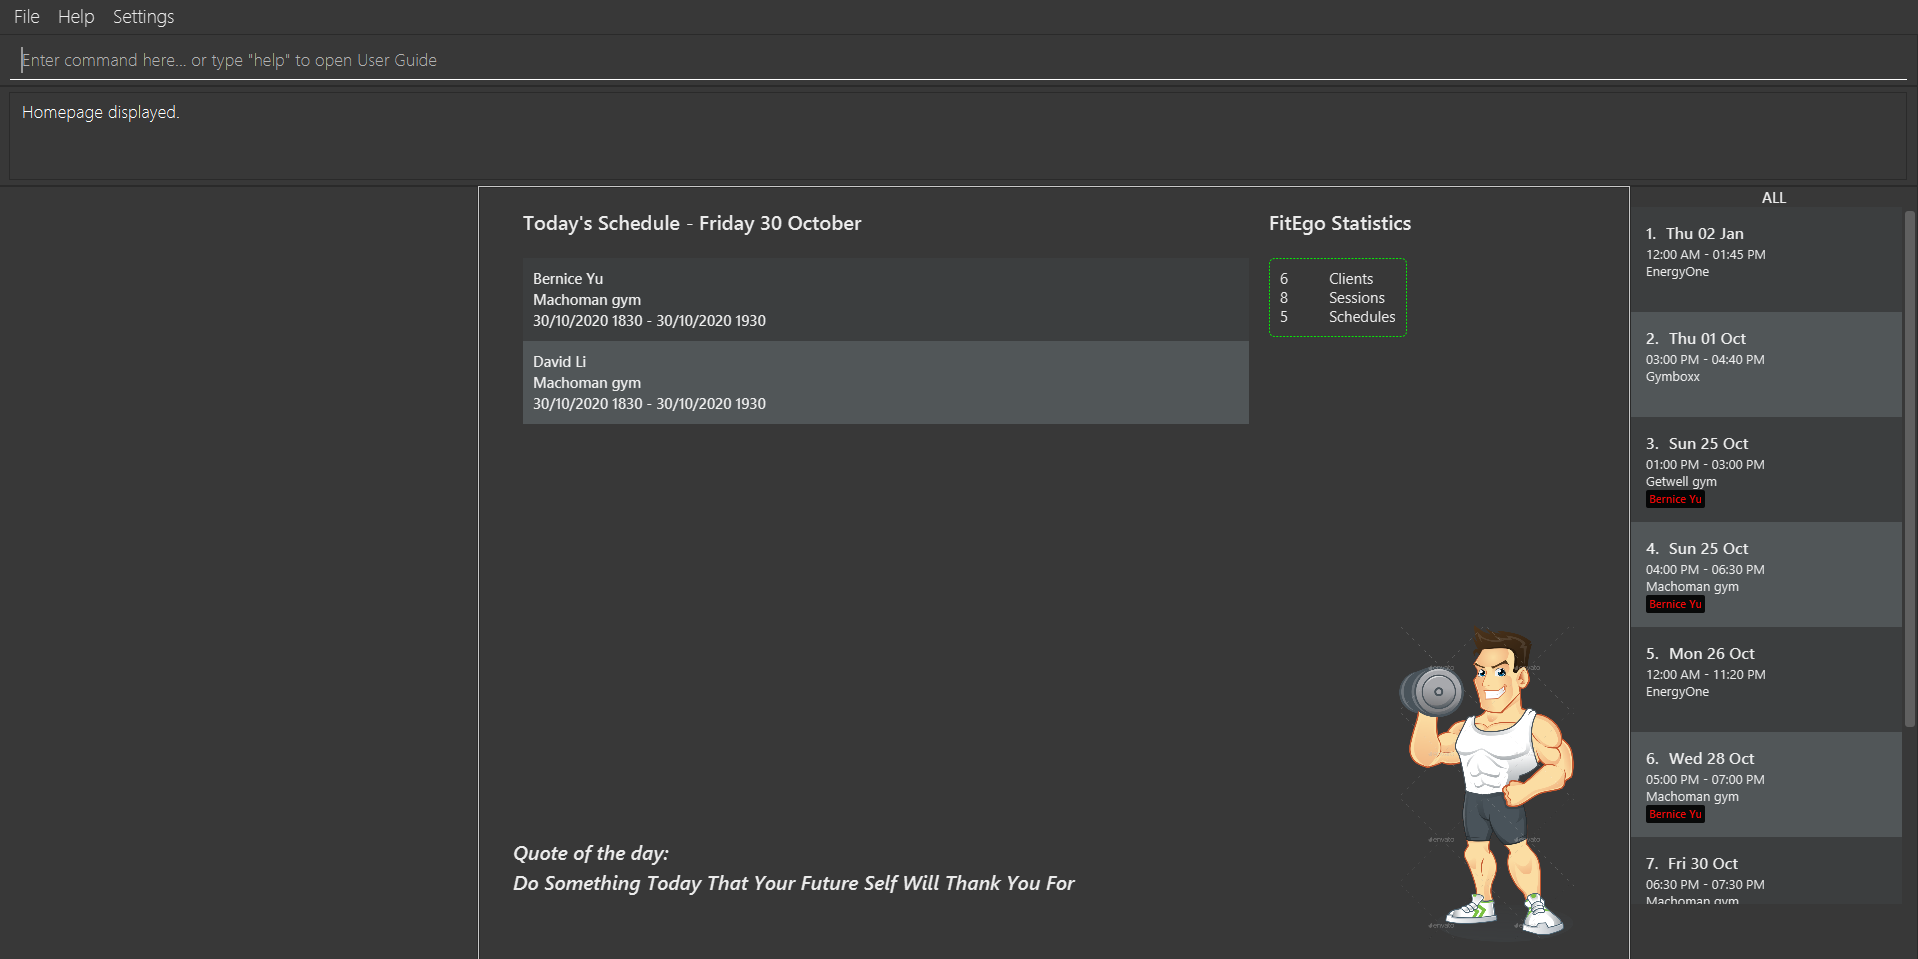 File Help Settings
Enter command here... or type "help" to open User Guide
Homepage displayed.
Today's Schedule - Friday 30 October
Bernice Yu
Machoman gym
30/10/2020 1830 - 30/10/2020 1930
David Li
Machoman gym
30/10/2020 1830 - 30/10/2020 1930
Quote of the day:
Do Something Today That Your Future Self Will Thank You For
FitEgo Statistics
6 Clients
8 Sessions
5 Schedules
envato
envato
envato
envato
envato
envato
ALL
1. Thu 02 Jan
12:00 AM - 01:45 PM
EnergyOne
2. Thu 01 Oct
03:00 PM - 04:40 PM
Gymboxx
3. Sun 25 Oct
01:00 PM - 03:00 PM
Getwell gym
Bernice Yu
4. Sun 25 Oct
04:00 PM - 06:30 PM
Machoman gym
Bernice Yu
5. Mon 26 Oct
12:00 AM - 11:20 PM
EnergyOne
6. Wed 28 Oct
05:00 PM - 07:00 PM
Machoman gym
Bernice Yu
7. Fri 30 Oct
06:30 PM - 07:30 PM
Machoman gym